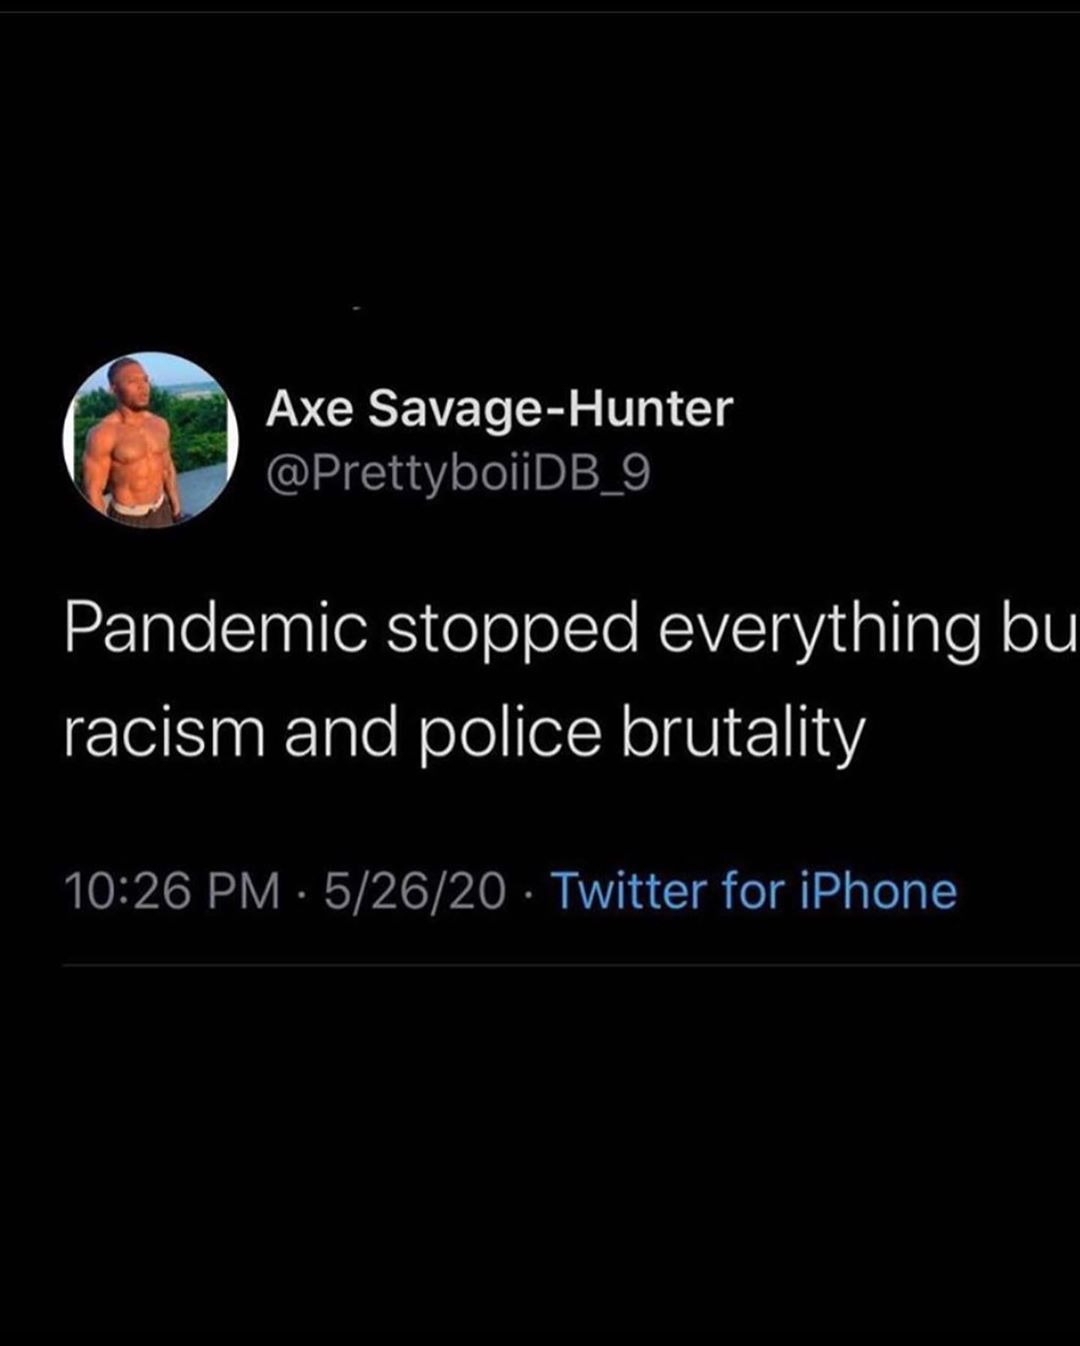 Axe Savage-Hunter
@PrettyboiiDB_9
Pandemic stopped everything bu
racism and police brutality
10:26 PM · 5/26/20 · Twitter for iPhone